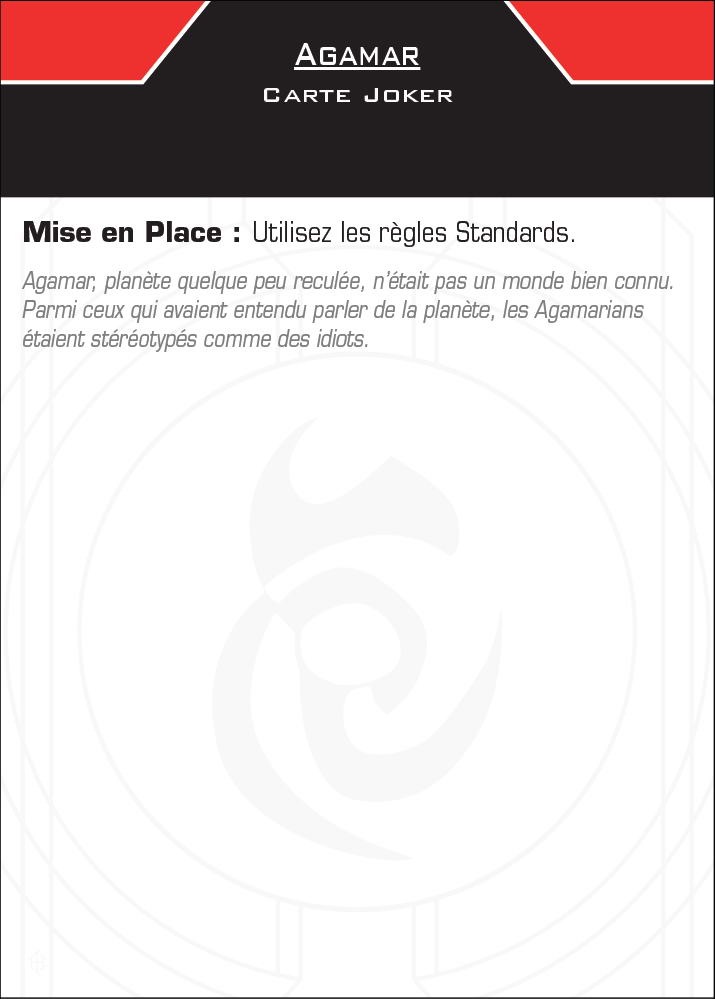 Agamar
Carte Joker
Mise en Place : Utilisez les règles Standards.
Agamar, planète quelque peu reculée, n'était pas un monde bien connu.
Parmi ceux qui avaient entendu parler de la planète, les Agamarians
étaient stéréotypés comme des idiots.